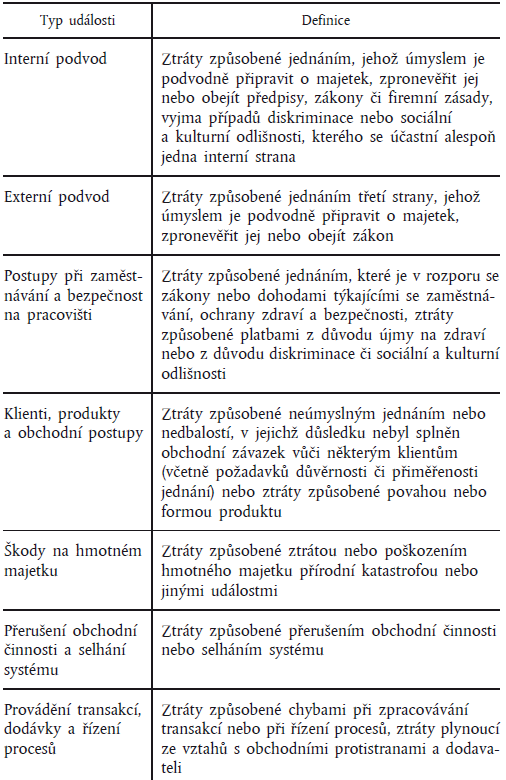 Typ události
Definice
Interní podvod
Ztráty způsobené jednáním, jehož úmyslem je
podvodně připravit o majetek, zpronevěřit jej
nebo obejít předpisy, zákony či firemní zásady,
vyjma případů diskriminace nebo sociální
a kulturní odlišnosti, kterého se účastní alespoň
jedna interní strana
Externí podvod
Ztráty způsobené jednáním třetí strany, jehož
úmyslem je podvodně připravit o majetek,
zpronevěřit jej nebo obejít zákon
Postupy při zaměst-
návání a bezpečnost
na pracovišti
Ztráty způsobené jednáním, které je v rozporu se
zákony nebo dohodami týkajícími se zaměstná-
vání, ochrany zdraví a bezpečnosti, ztráty
způsobené platbami z důvodu újmy na zdraví
nebo z důvodu diskriminace či sociální a kulturní
odlišnosti
Klienti, produkty
a obchodní postupy
Ztráty způsobené neúmyslným jednáním nebo
nedbalostí, v jejichž důsledku nebyl splněn
obchodní závazek vůči některým klientům
(včetně požadavků důvěrnosti či přiměřenosti
jednání) nebo ztráty způsobené povahou nebo
formou produktu
Škody na hmotném
majetku
Ztráty způsobené ztrátou nebo poškozením
hmotného majetku přírodní katastrofou nebo
jinými událostmi
Přerušení obchodní
činnosti a selhání
systému
Ztráty způsobené přerušením obchodní činnosti
nebo selháním systému
Provádění transakcí,
dodávky a řízení
procesů
Ztráty způsobené chybami při zpracovávání
transakcí nebo při řízení procesů, ztráty plynoucí
ze vztahů s obchodními protistranami a dodava-
teli